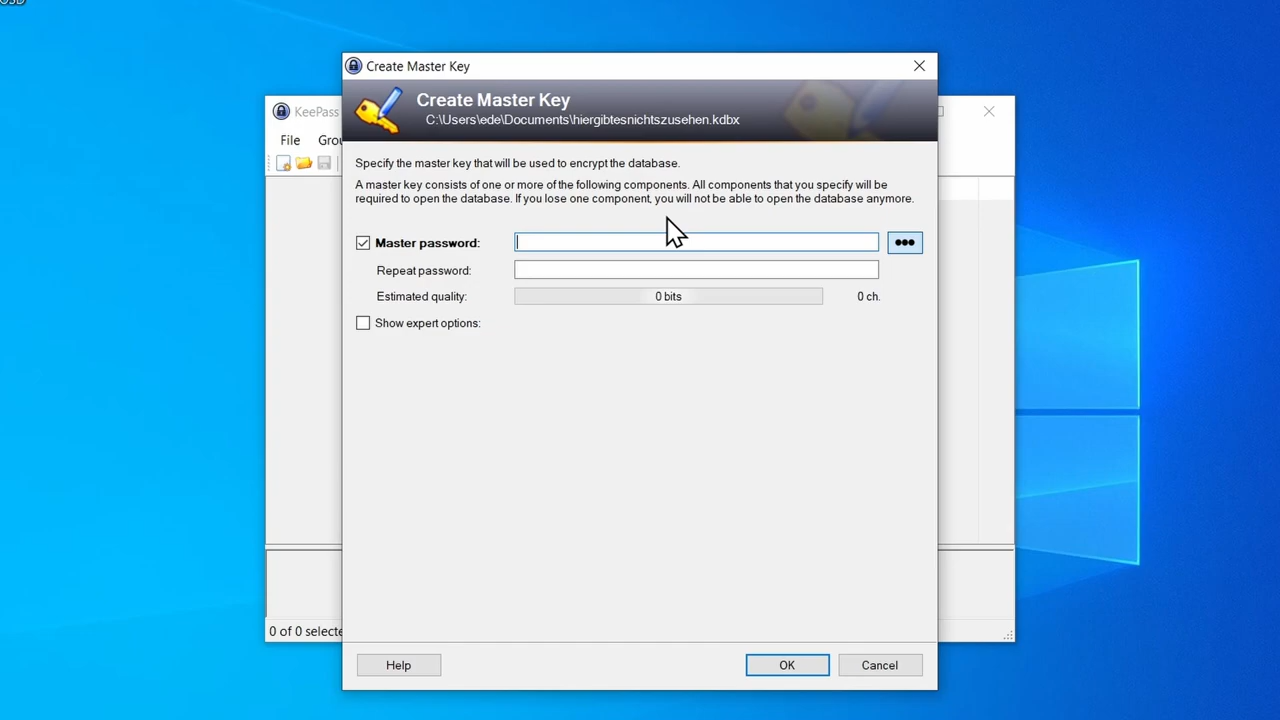 Create Master Key
Create Master Key
C:\Users\ede\Documents\hiergibtesnichtszusehen.kdbx
KeePass
File
Specify the master key that will be used to encrypt the database.
A master key consists of one or more of the following components. All components that you specify will be
required to open the database. If you lose one component, you will not be able to open the database anymore.
Master password:
Repeat password:
Estimated quality: 0 bits 0 ch.
Show expert options:
0 of 0 selecte
Help OK Cancel